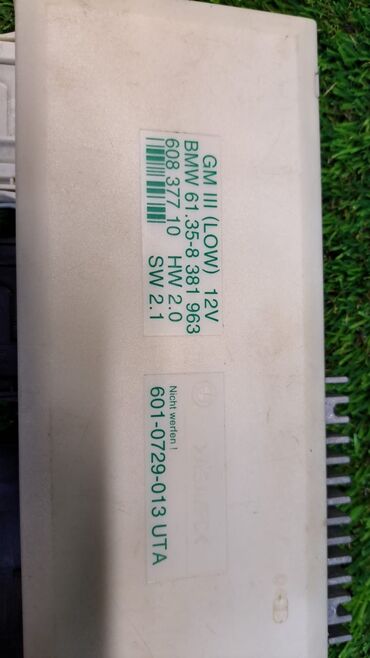 GM III (LOW) 12V
BMW 61.35-8 381 963
608 377 10 HW 2.0
SW 2.1
Nicht werfen !
601-0729-013 UTA